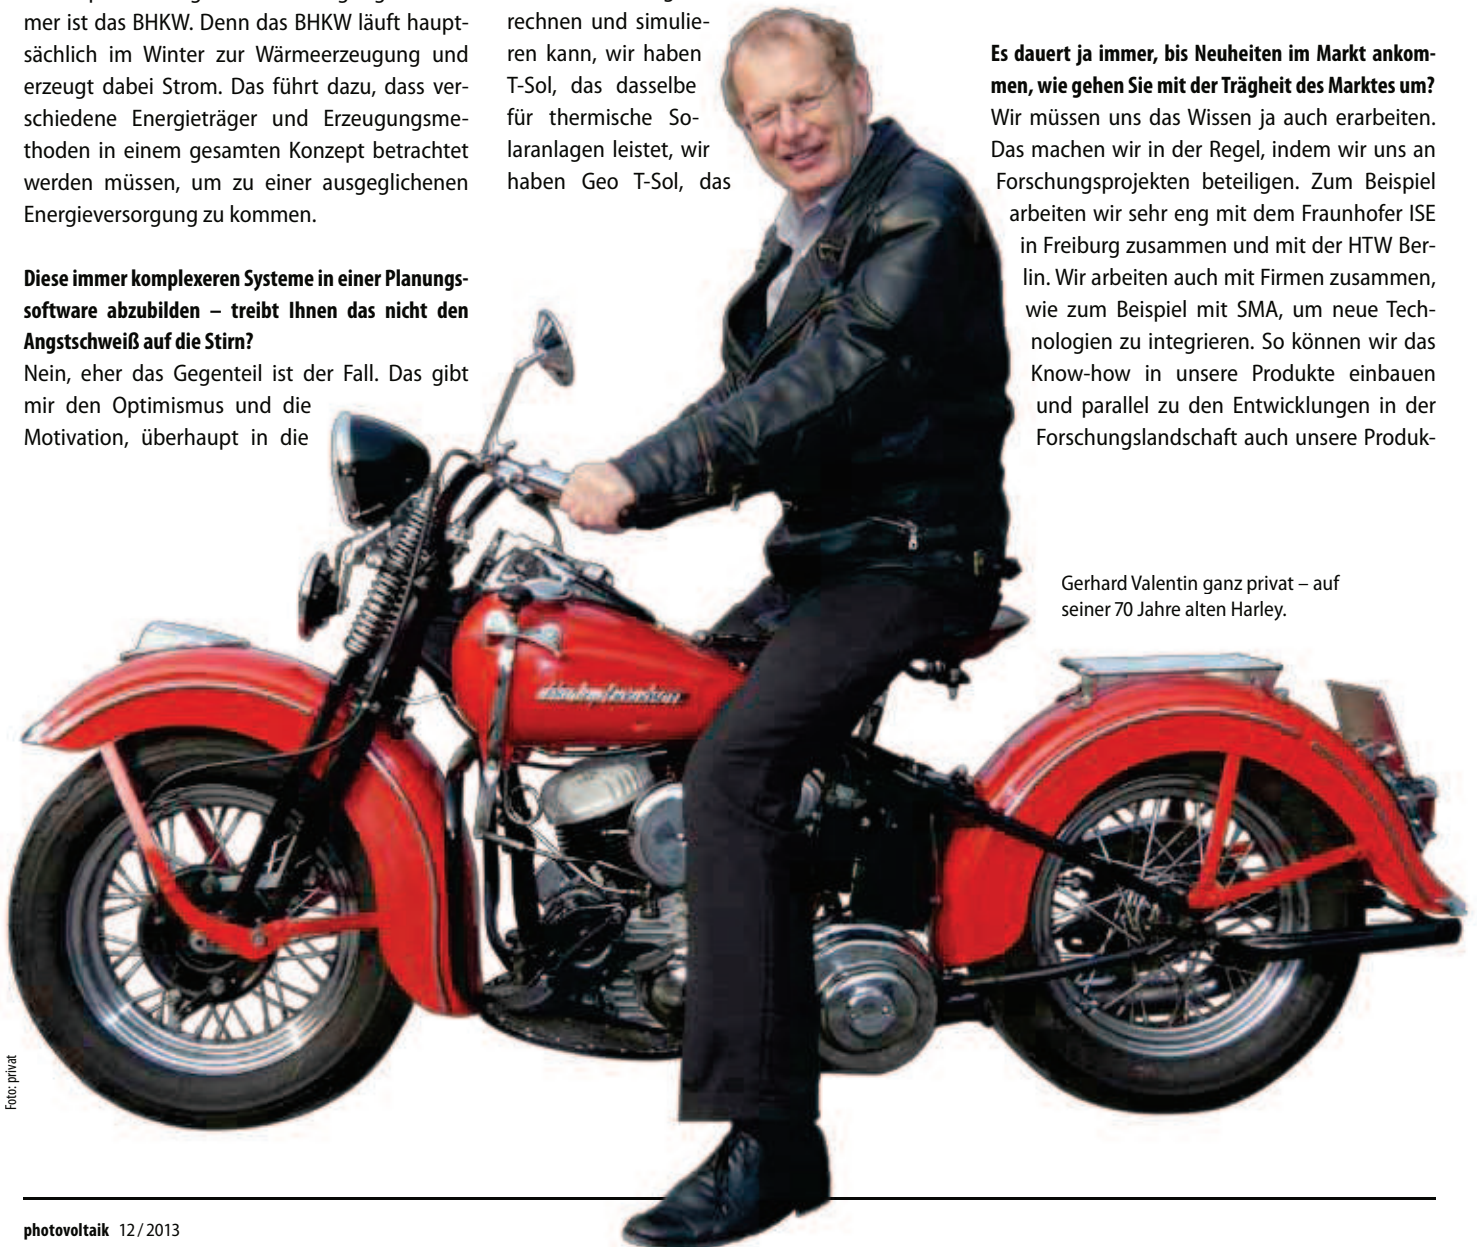 mer ist das BHKW. Denn das BHKW läuft haupt-
sächlich im Winter zur Wärmeerzeugung und
erzeugt dabei Strom. Das führt dazu, dass ver-
schiedene Energieträger und Erzeugungsme-
thoden in einem gesamten Konzept betrachtet
werden müssen, um zu einer ausgeglichenen
Energieversorgung zu kommen.
Diese immer komplexeren Systeme in einer Planungs-
software abzubilden – treibt Ihnen das nicht den
Angstschweiß auf die Stirn?
Nein, eher das Gegenteil ist der Fall. Das gibt
mir den Optimismus und die
Motivation, überhaupt in die
rechnen und simulie-
ren kann, wir haben
T-Sol, das dasselbe
für thermische So-
laranlagen leistet, wir
haben Geo T-Sol, das
Es dauert ja immer, bis Neuheiten im Markt ankom-
men, wie gehen Sie mit der Trägheit des Marktes um?
Wir müssen uns das Wissen ja auch erarbeiten.
Das machen wir in der Regel, indem wir uns an
Forschungsprojekten beteiligen. Zum Beispiel
arbeiten wir sehr eng mit dem Fraunhofer ISE
in Freiburg zusammen und mit der HTW Ber-
lin. Wir arbeiten auch mit Firmen zusammen,
wie zum Beispiel mit SMA, um neue Tech-
nologien zu integrieren. So können wir das
Know-how in unsere Produkte einbauen
und parallel zu den Entwicklungen in der
Forschungslandschaft auch unsere Produk-
Gerhard Valentin ganz privat – auf
seiner 70 Jahre alten Harley.
Harley-Davidson
Foto: privat
photovoltaik 12 / 2013